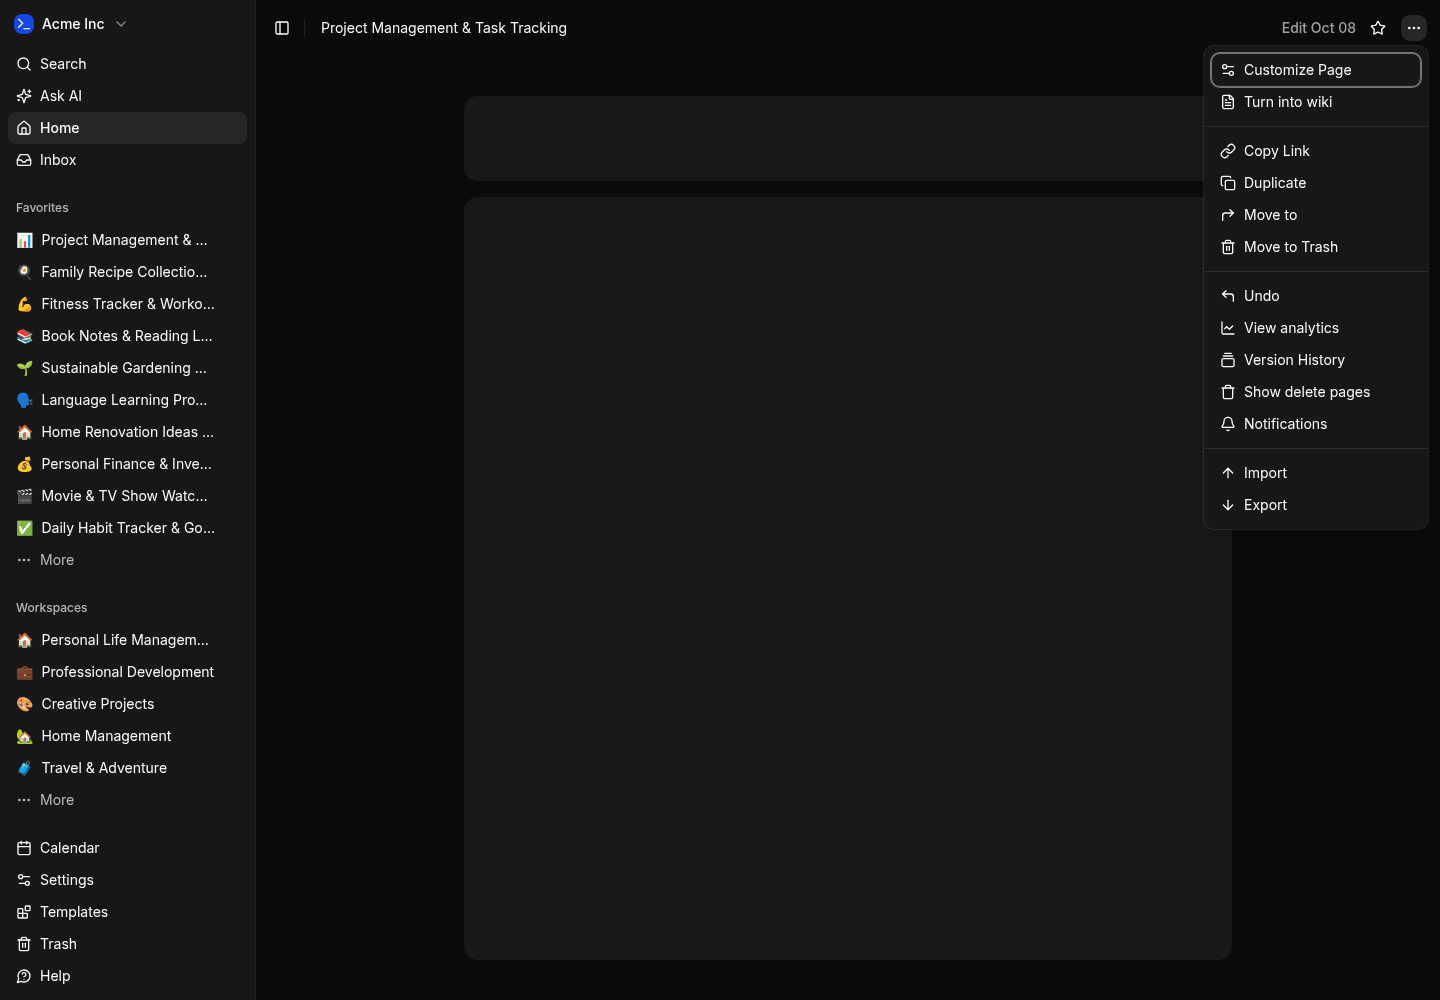 Acme Inc
Search
Ask AI
Home
Inbox
Favorites
📊 Project Management & ...
🍳 Family Recipe Collectio...
💪 Fitness Tracker & Worko...
📚 Book Notes & Reading L...
🌱 Sustainable Gardening ...
🗣️ Language Learning Pro...
🏠 Home Renovation Ideas ...
💰 Personal Finance & Inve...
🎬 Movie & TV Show Watc...
✅ Daily Habit Tracker & Go...
More
Workspaces
🏠 Personal Life Managem...
💼 Professional Development
🎨 Creative Projects
🏡 Home Management
🧳 Travel & Adventure
More
Calendar
Settings
Templates
Trash
Help
Project Management & Task Tracking
Edit Oct 08
Customize Page
Turn into wiki
Copy Link
Duplicate
Move to
Move to Trash
Undo
View analytics
Version History
Show delete pages
Notifications
Import
Export